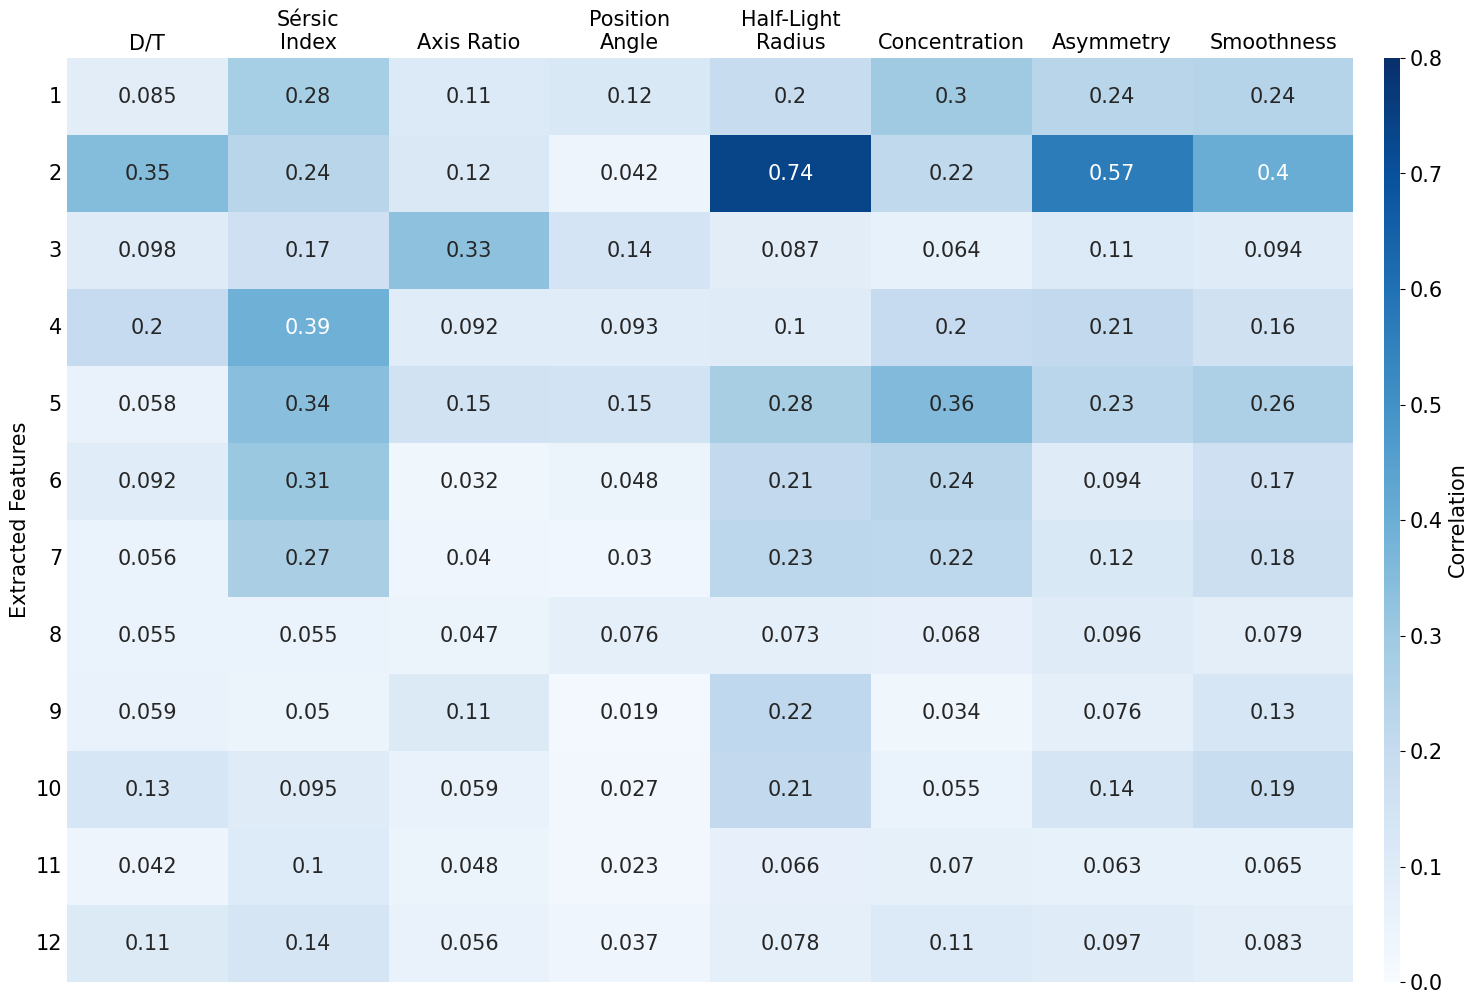 Sérsic
Position
Half-Light
D/T Index Axis Ratio Angle Radius Concentration Asymmetry Smoothness
1 0.085 0.28 0.11 0.12 0.2 0.3 0.24 0.24
2 0.35 0.24 0.12 0.042 0.74 0.22 0.57 0.4
3 0.098 0.17 0.33 0.14 0.087 0.064 0.11 0.094
4 0.2 0.39 0.092 0.093 0.1 0.2 0.21 0.16
5 0.058 0.34 0.15 0.15 0.28 0.36 0.23 0.26
6 0.092 0.31 0.032 0.048 0.21 0.24 0.094 0.17
7 0.056 0.27 0.04 0.03 0.23 0.22 0.12 0.18
8 0.055 0.055 0.047 0.076 0.073 0.068 0.096 0.079
9 0.059 0.05 0.11 0.019 0.22 0.034 0.076 0.13
10 0.13 0.095 0.059 0.027 0.21 0.055 0.14 0.19
11 0.042 0.1 0.048 0.023 0.066 0.07 0.063 0.065
12 0.11 0.14 0.056 0.037 0.078 0.11 0.097 0.083
Extracted Features
0.8
0.7
0.6
0.5
0.4
0.3
0.2
0.1
0.0
Correlation